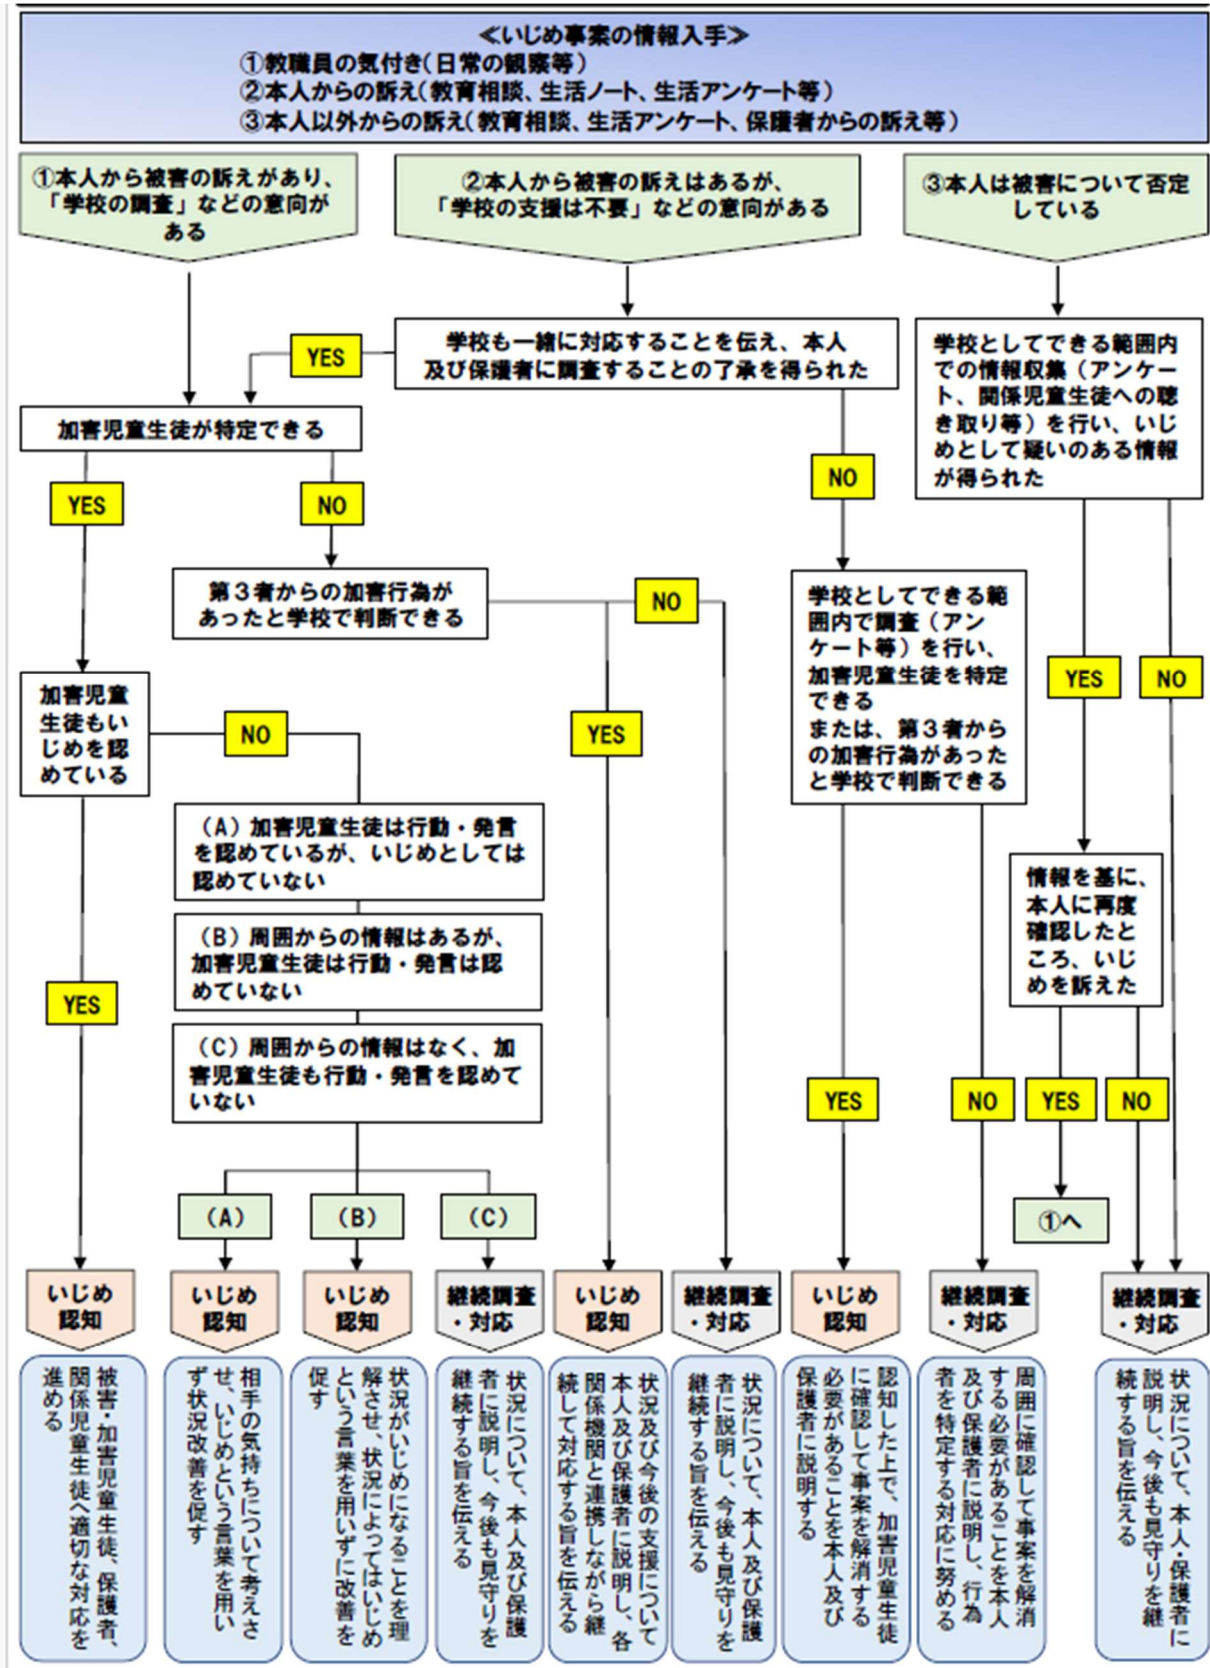 ≪いじめ事案の情報入手≫
①教職員の気付き（日常の観察等）
②本人からの訴え（教育相談、生活ノート、生活アンケート等）
③本人以外からの訴え（教育相談、生活アンケート、保護者からの訴え等）
①本人から被害の訴えがあり、
「学校の調査」などの意向が
ある
②本人から被害の訴えはあるが、
「学校の支援は不要」などの意向がある
③本人は被害について否定
している
学校も一緒に対応することを伝え、本人
及び保護者に調査することの了承を得られた
YES
NO
学校としてできる範囲内
での情報収集（アンケー
ト、関係児童生徒への聴
き取り等）を行い、いじ
めとして疑いのある情報
が得られた
加害児童生徒が特定できる
YES
NO
第３者からの加害行為が
あったと学校で判断できる
NO
YES
学校としてできる範
囲内で調査（アン
ケート等）を行い、
加害児童生徒を特定
できる
または、第３者から
の加害行為があった
と学校で判断できる
YES
NO
加害児童
生徒もい
じめを認
めている
NO
YES
（A）加害児童生徒は行動・発言
を認めているが、いじめとしては
認めていない
（B）周囲からの情報はあるが、
加害児童生徒は行動・発言は認
めていない
（C）周囲からの情報はなく、加
害児童生徒も行動・発言を認めて
いない
情報を基に、
本人に再度
確認したと
ころ、いじ
めを訴えた
YES
NO
YES
NO
（A）
（B）
（C）
①へ
いじめ
認知
いじめ
認知
いじめ
認知
継続調査
・対応
いじめ
認知
継続調査
・対応
いじめ
認知
継続調査
・対応
継続調査
・対応
被害・加害児童生徒、保護者、
関係児童生徒へ適切な対応を
進める
相手の気持ちについて考えさ
せ、いじめという言葉を用い
ず状況改善を促す
状況がいじめになることを理
解させ、状況によってはいじめ
という言葉を用いずに改善を
促す
状況について、本人及び保護
者に説明し、今後も見守りを
継続する旨を伝える
状況及び今後の支援について
本人及び保護者に説明し、各
関係機関と連携しながら継
続して対応する旨を伝える
状況について、本人及び保護
者に説明し、今後も見守りを
継続する旨を伝える
認知した上で、加害児童生徒
に確認して事案を解消する
必要があることを本人及び
保護者に説明する
周囲に確認して事案を解消
する必要があることを本人
及び保護者に説明し、行為
者を特定する対応に努める
状況について、本人・保護者に
説明し、今後も見守りを継
続する旨を伝える